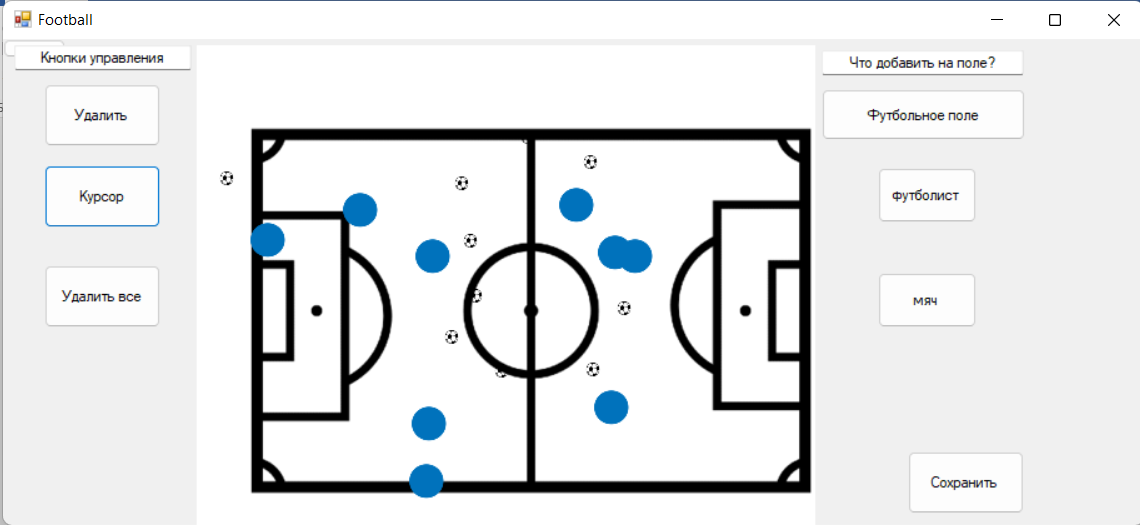 Football
Кнопки управления
Удалить
Курсор
Удалить все
Что добавить на поле?
Футбольное поле
футболист
мяч
Сохранить